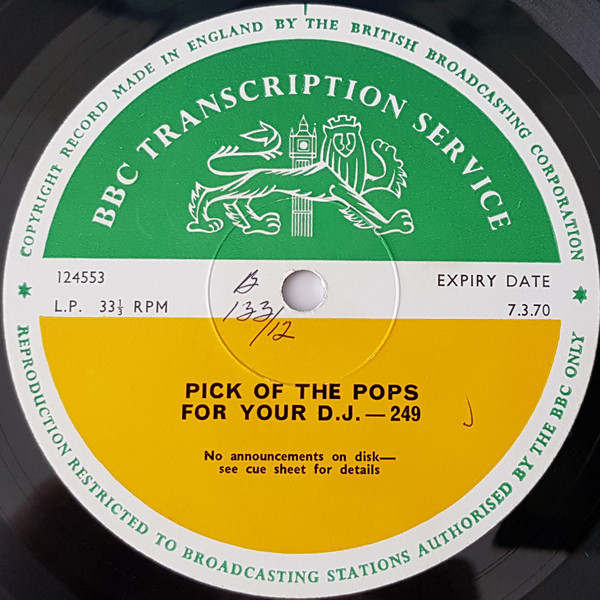 COPYRIGHT RECORD MADE IN ENGLAND BY THE BRITISH BROADCASTING CORPORATION
BBC TRANSCRIPTION SERVICE
124553
EXPIRY DATE
L.P. 33⅓ RPM
7.3.70
B
133/12
PICK OF THE POPS
FOR YOUR D.J.—249
No announcements on disk—
see cue sheet for details
REPRODUCTION RESTRICTED TO BROADCASTING STATIONS AUTHORISED BY THE BBC ONLY